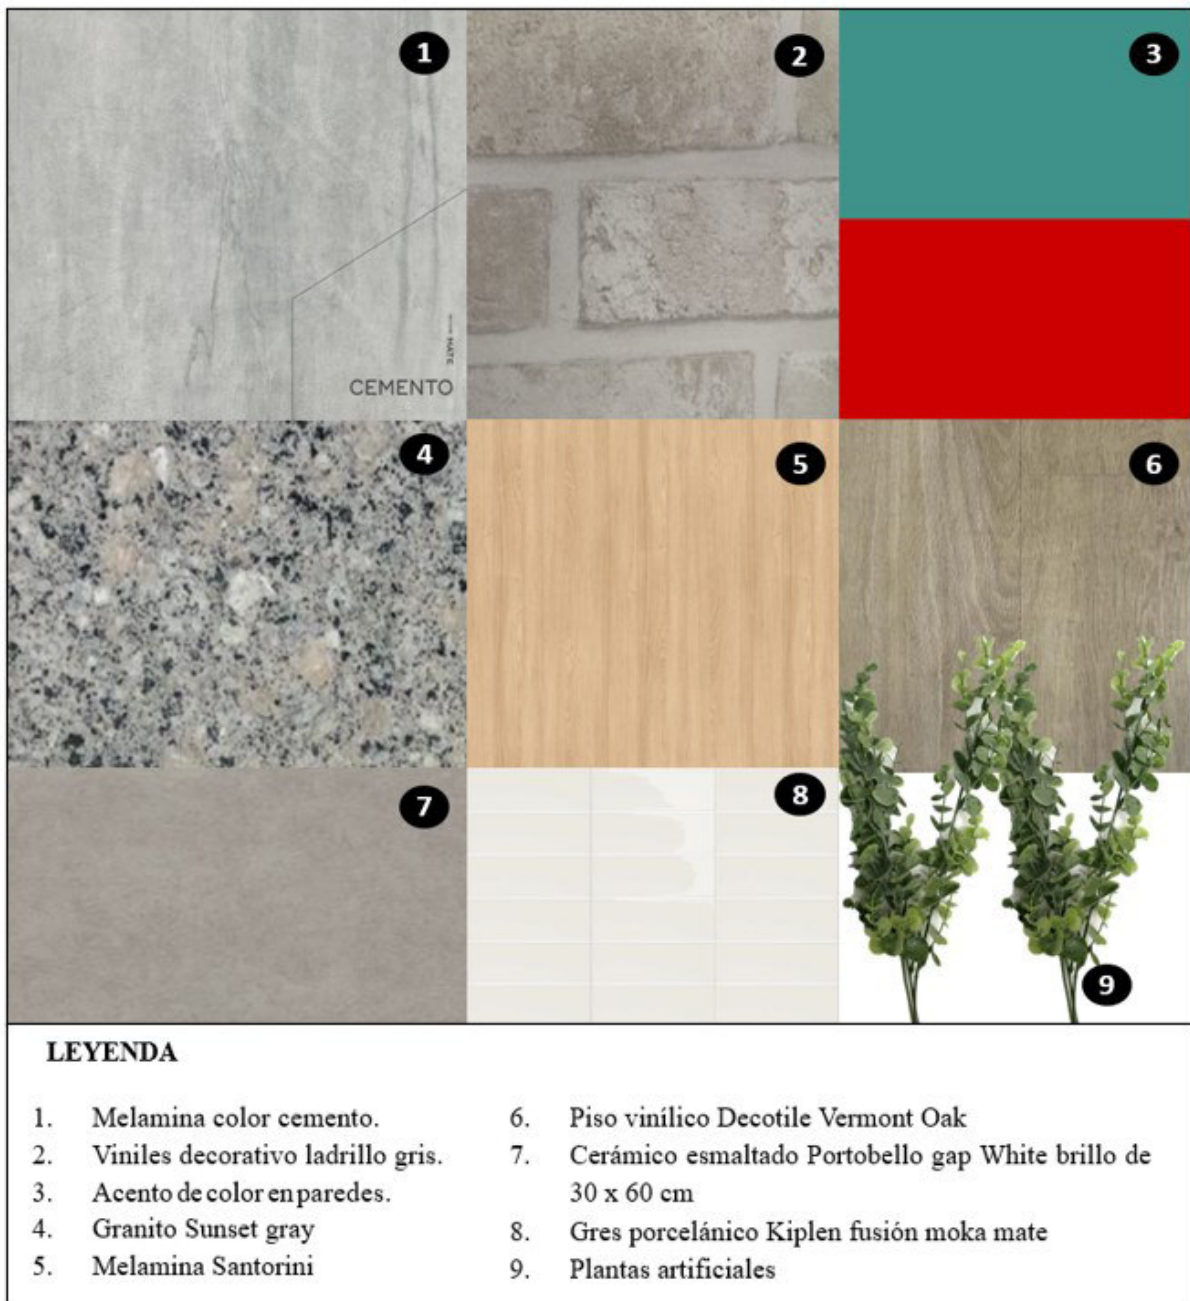 1
2
3
CEMENTO
MATE
4
5
6
7
8
9
LEYENDA
1. Melamina color cemento.
2. Viniles decorativo ladrillo gris.
3. Acento de color en paredes.
4. Granito Sunset gray
5. Melamina Santorini
6. Piso vinílico Decotile Vermont Oak
7. Cerámico esmaltado Portobello gap White brillo de
30 x 60 cm
8. Gres porcelánico Kiplen fusión moka mate
9. Plantas artificiales